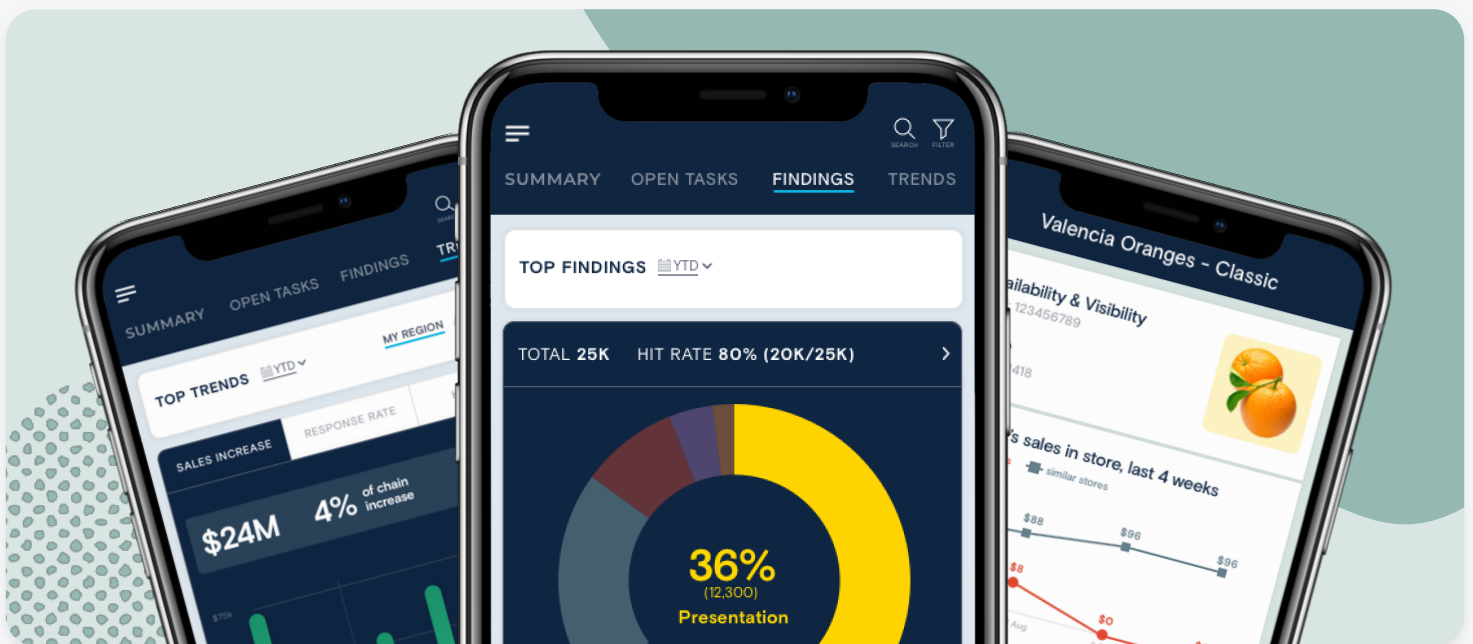 SEARCH
FILTER
SUMMARY OPEN TASKS FINDINGS TRENDS
TOP FINDINGS YTD
TOTAL 25K HIT RATE 80% (20K/25K)
36%
(12,300)
Presentation
SUMMARY OPEN TASKS FINDINGS
TOP TRENDS YTD MY REGION
SALES INCREASE RESPONSE RATE
$24M 4% of chain
increase
$75k
Valencia Oranges - Classic
& Visibility
123456789
sales in store, last 4 weeks
similar stores
$88 $96 $96
$8 $0
Aug